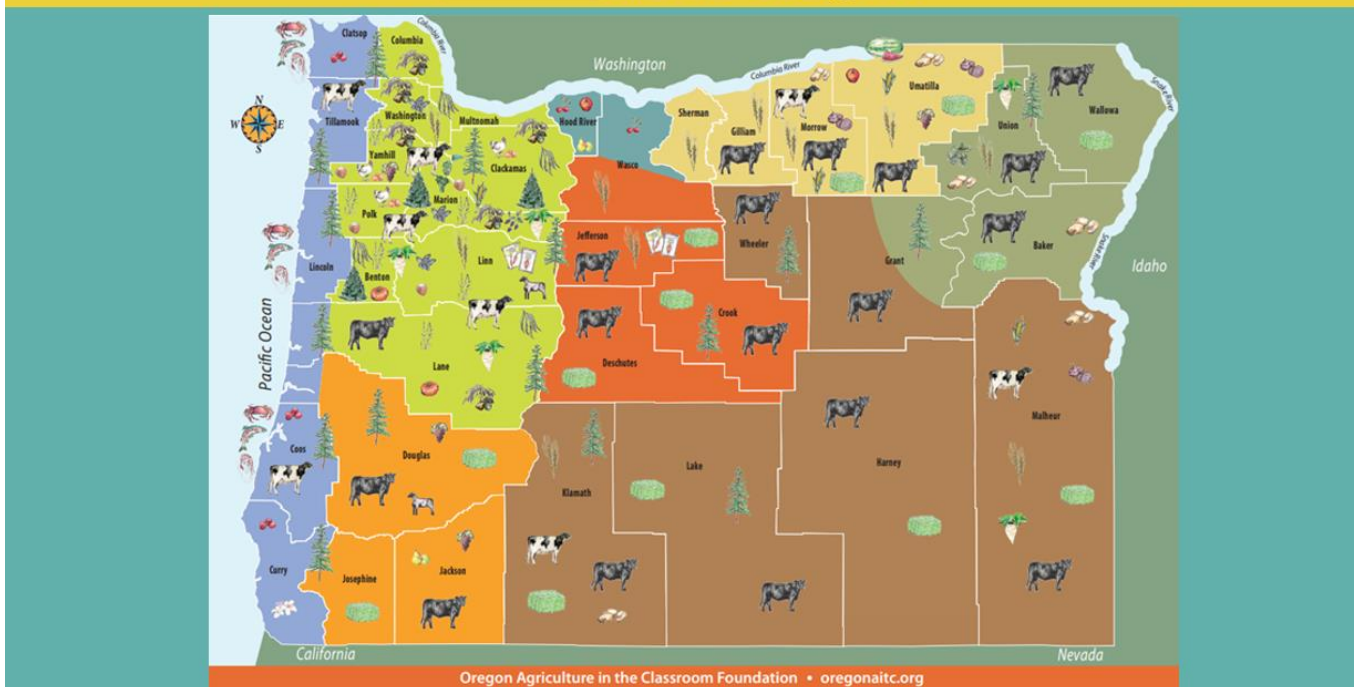 Clatsop
Columbia River
Columbia
Washington
Columbia River
Snake River
N
W E
S
Tillamook
Washington
Multnomah
Hood River
Sherman
Gilliam
Morrow
Umatilla
Union
Wallowa
Yamhill
Clackamas
Wasco
Polk
Marion
Jefferson
Wheeler
Grant
Baker
Snake River
Idaho
Lincoln
Benton
Linn
Crook
Pacific Ocean
Lane
Deschutes
Malheur
Coos
Douglas
Klamath
Lake
Harney
Curry
Josephine
Jackson
California
Nevada
Oregon Agriculture in the Classroom Foundation • oregonaitc.org